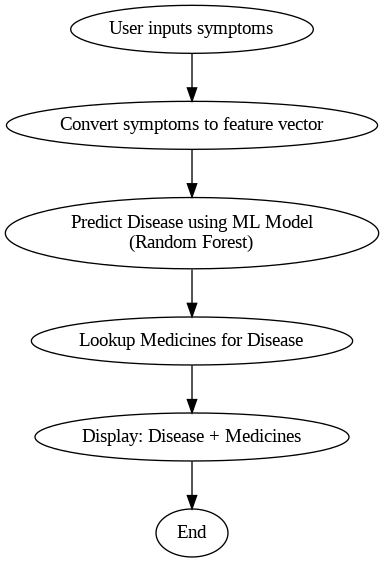 User inputs symptoms
Convert symptoms to feature vector
Predict Disease using ML Model
(Random Forest)
Lookup Medicines for Disease
Display: Disease + Medicines
End